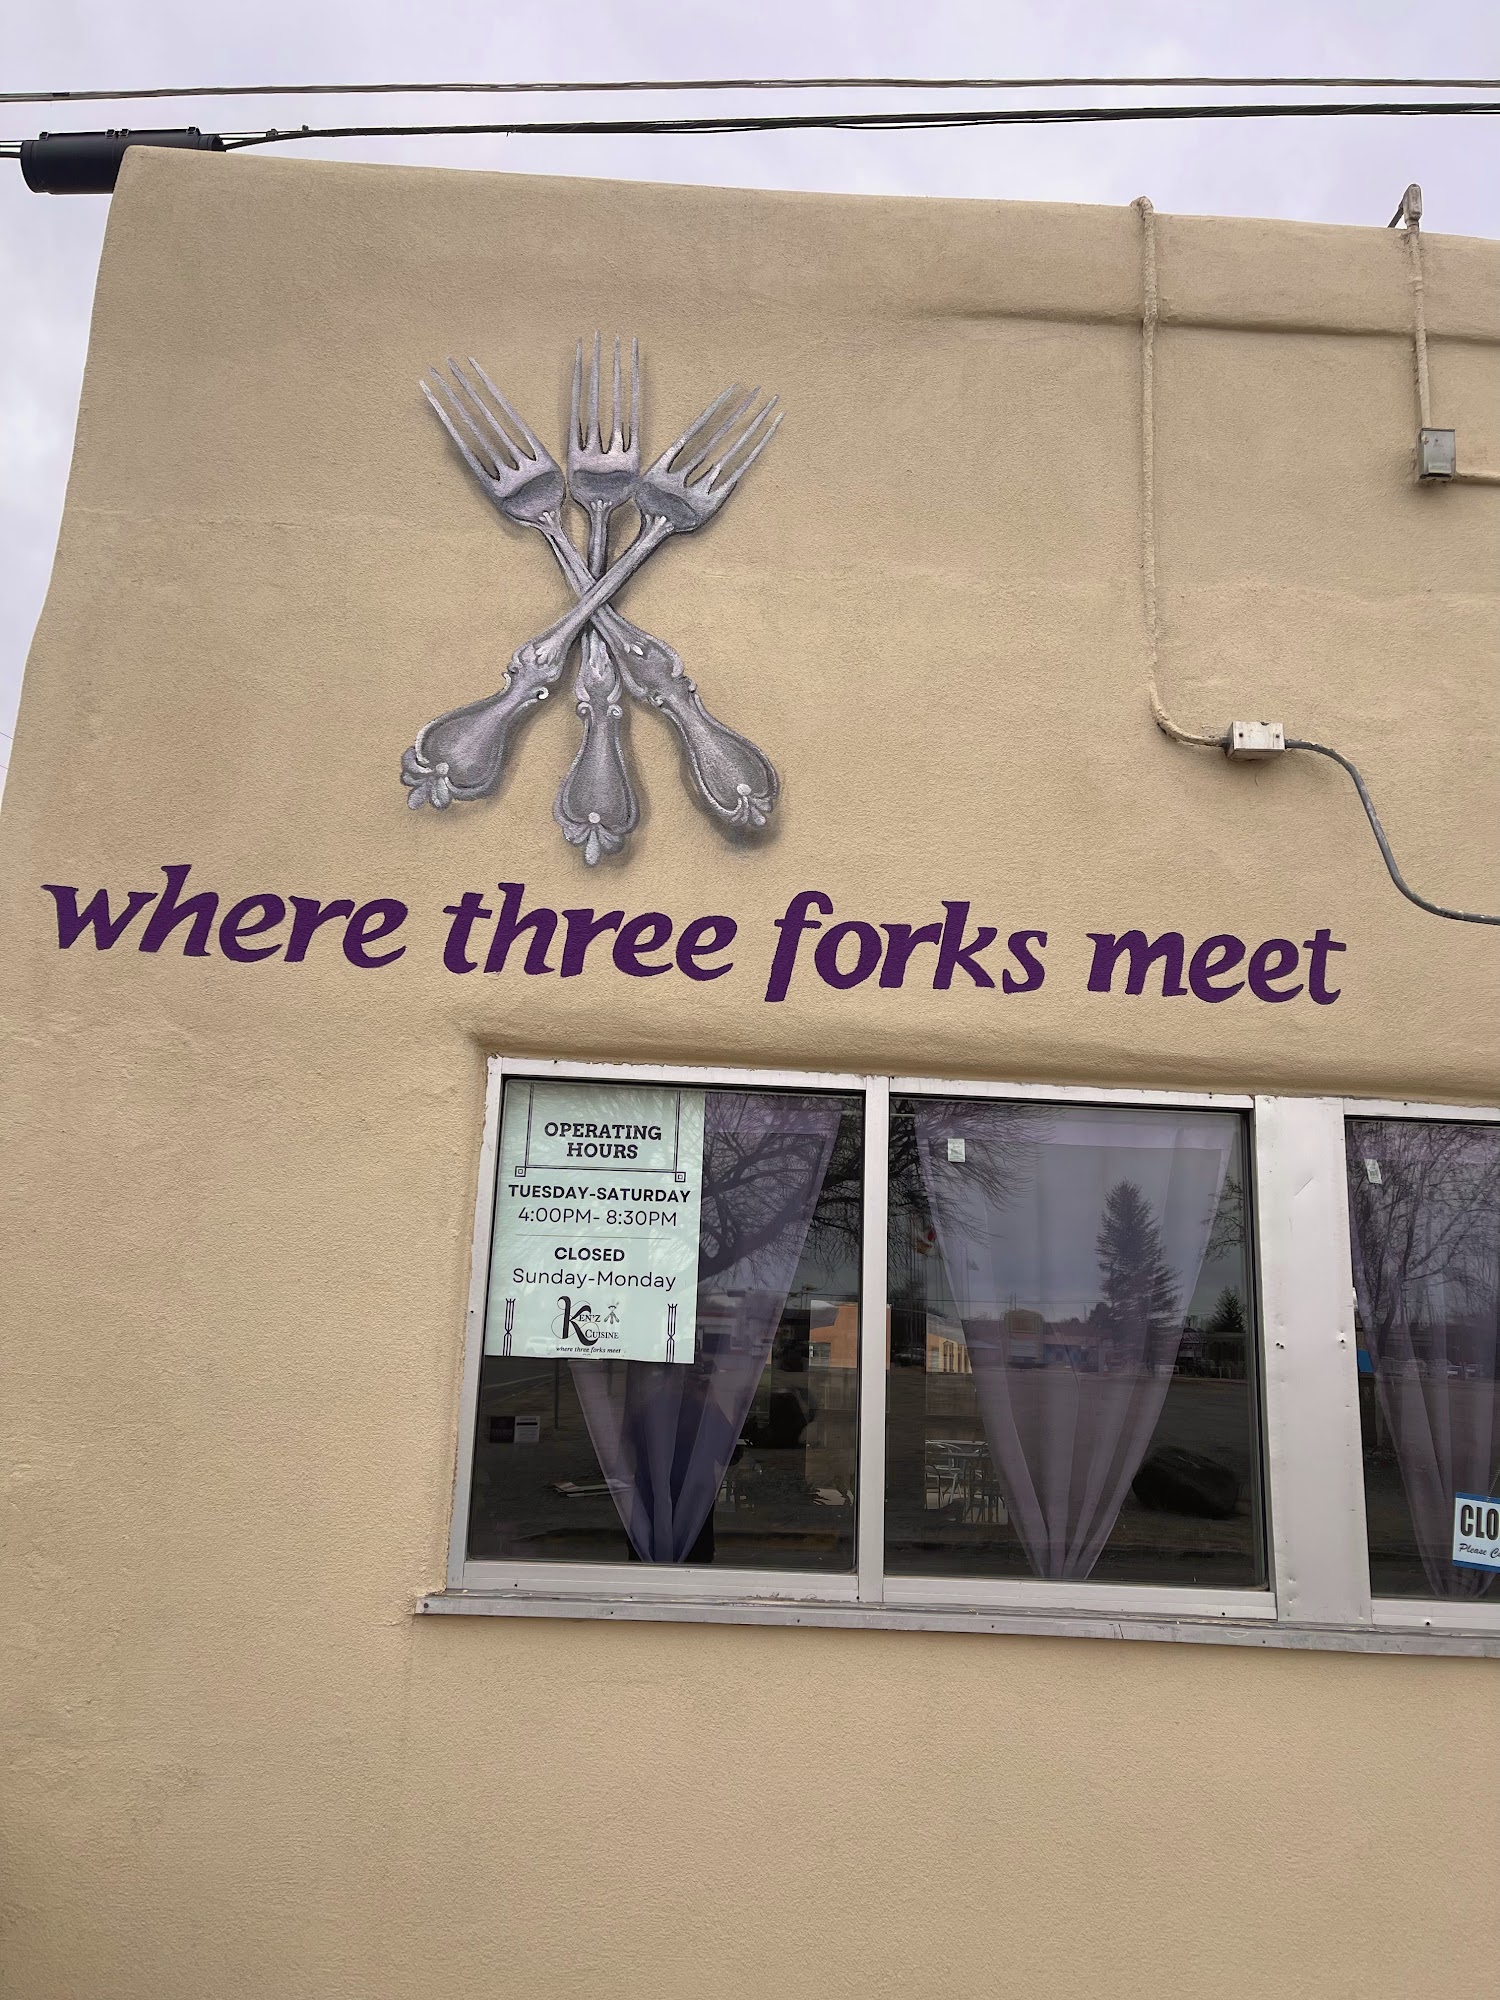 where three forks meet
OPERATING
HOURS
TUESDAY-SATURDAY
4:00PM- 8:30PM
CLOSED
Sunday-Monday
KEN'Z
CUISINE
where three forks meet
CLO
Please C